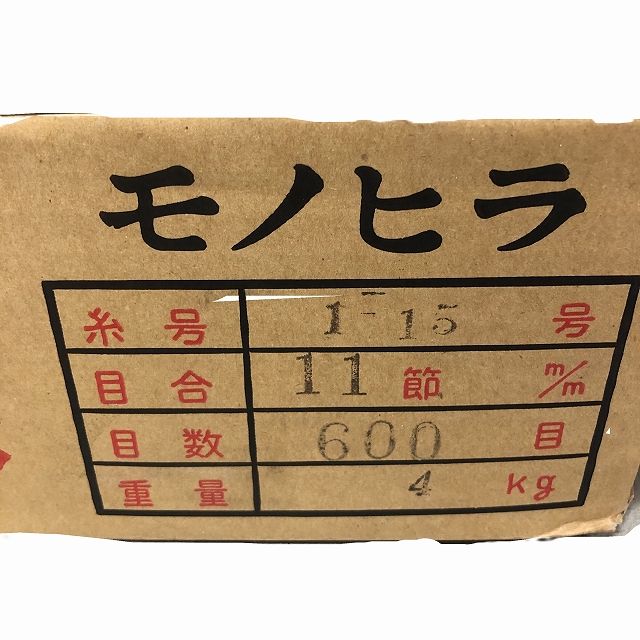 モノヒラ
糸号 1-15 号
目合 11 節 m/m
目数 600 目
重量 4 kg